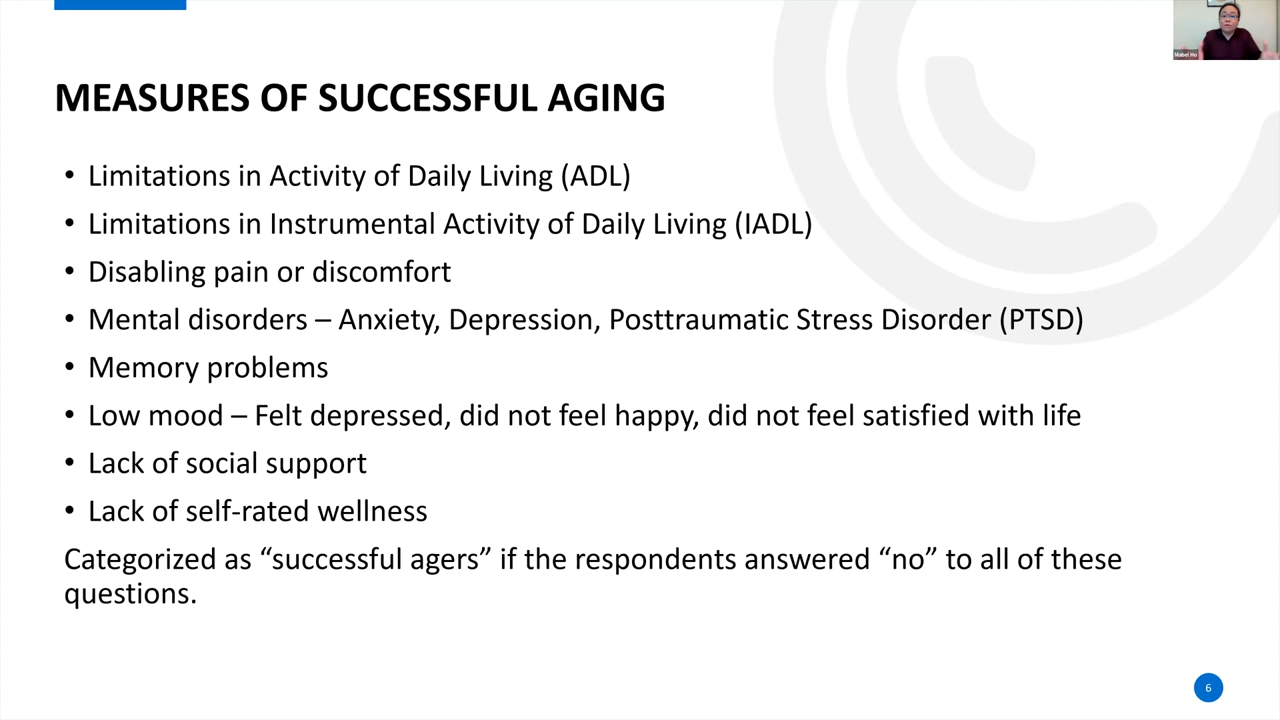 Mabel Ho
MEASURES OF SUCCESSFUL AGING
• Limitations in Activity of Daily Living (ADL)
• Limitations in Instrumental Activity of Daily Living (IADL)
• Disabling pain or discomfort
• Mental disorders – Anxiety, Depression, Posttraumatic Stress Disorder (PTSD)
• Memory problems
• Low mood – Felt depressed, did not feel happy, did not feel satisfied with life
• Lack of social support
• Lack of self-rated wellness
Categorized as “successful agers” if the respondents answered “no” to all of these
questions.
6